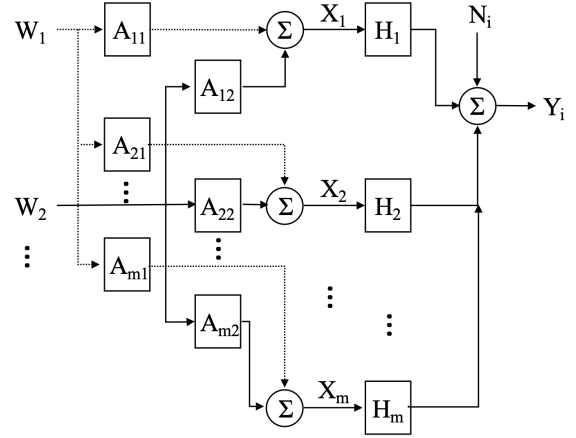 W₁ A₁₁ Σ X₁ H₁ Nᵢ
A₁₂ Σ Yᵢ
A₂₁
⋮
W₂ A₂₂ Σ X₂ H₂
⋮ ⋮
Aₘ₁
⋮ ⋮
Aₘ₂
Σ Xₘ Hₘ